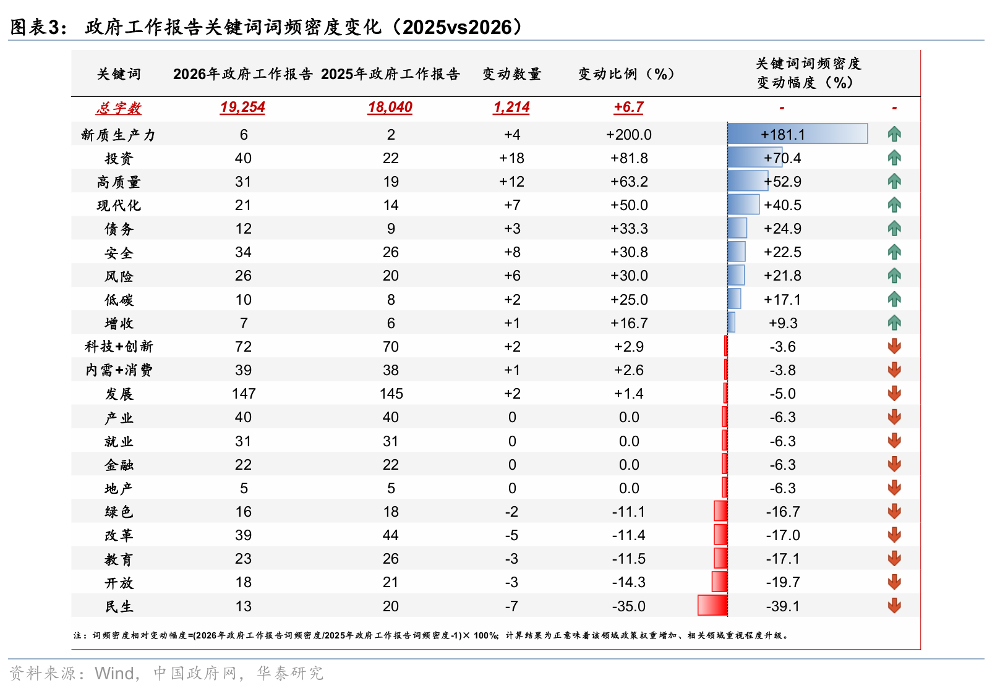 图表3： 政府工作报告关键词词频密度变化（2025vs2026）
关键词 2026年政府工作报告 2025年政府工作报告 变动数量 变动比例（%） 关键词词频密度
变动幅度（%）
总字数 19,254 18,040 1,214 +6.7 - -
新质生产力 6 2 +4 +200.0 +181.1
投资 40 22 +18 +81.8 +70.4
高质量 31 19 +12 +63.2 +52.9
现代化 21 14 +7 +50.0 +40.5
债务 12 9 +3 +33.3 +24.9
安全 34 26 +8 +30.8 +22.5
风险 26 20 +6 +30.0 +21.8
低碳 10 8 +2 +25.0 +17.1
增收 7 6 +1 +16.7 +9.3
科技+创新 72 70 +2 +2.9 -3.6
内需+消费 39 38 +1 +2.6 -3.8
发展 147 145 +2 +1.4 -5.0
产业 40 40 0 0.0 -6.3
就业 31 31 0 0.0 -6.3
金融 22 22 0 0.0 -6.3
地产 5 5 0 0.0 -6.3
绿色 16 18 -2 -11.1 -16.7
改革 39 44 -5 -11.4 -17.0
教育 23 26 -3 -11.5 -17.1
开放 18 21 -3 -14.3 -19.7
民生 13 20 -7 -35.0 -39.1
注：词频密度相对变动幅度=(2026年政府工作报告词频密度/2025年政府工作报告词频密度-1)×100%；计算结果为正意味着该领域政策权重增加、相关领域重视程度升级。
资料来源：Wind，中国政府网，华泰研究